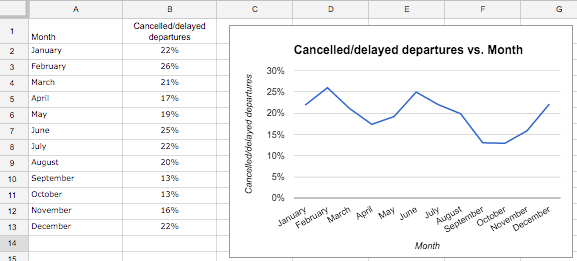 A B C D E F G
1 Month Cancelled/delayed
departures
2 January 22%
3 February 26%
4 March 21%
5 April 17%
6 May 19%
7 June 25%
8 July 22%
9 August 20%
10 September 13%
11 October 13%
12 November 16%
13 December 22%
14
15
Cancelled/delayed departures vs. Month
Cancelled/delayed departures
30%
25%
20%
15%
10%
5%
0%
January February March April May June July August September October November December
Month